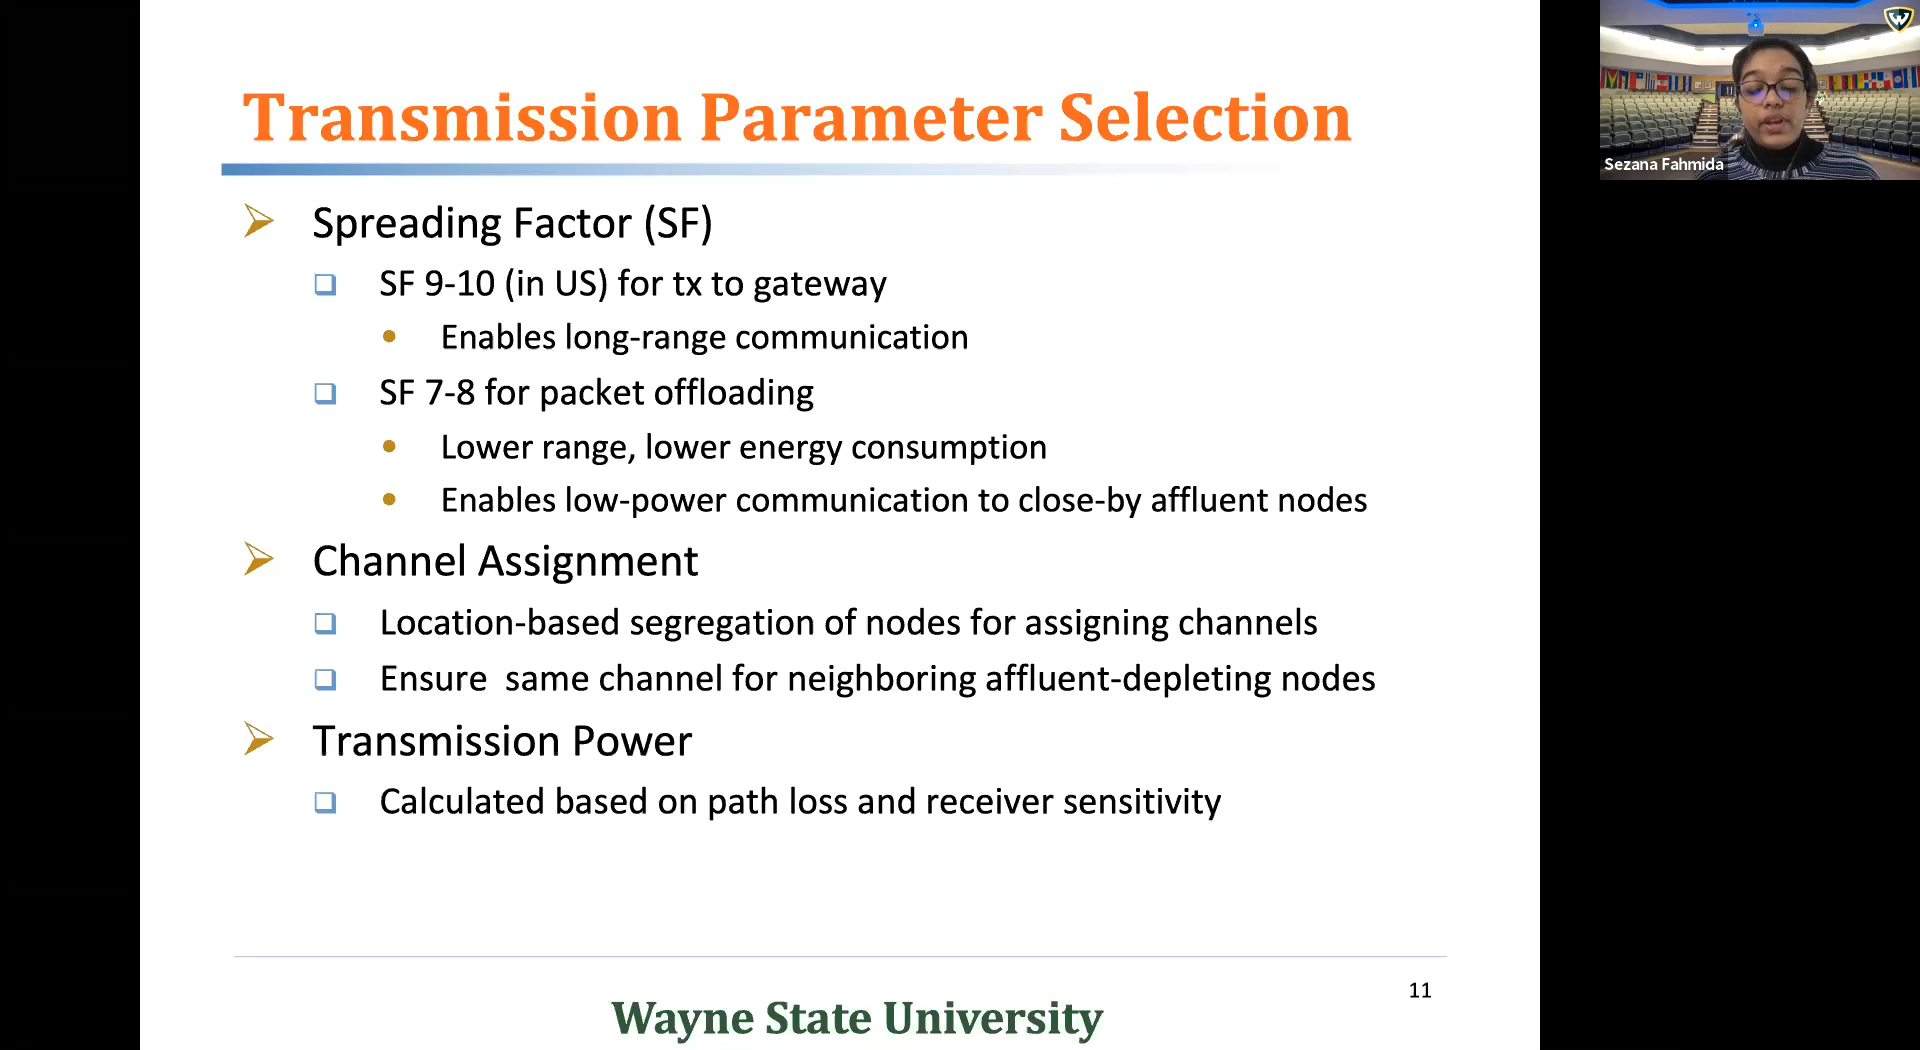 Transmission Parameter Selection
Spreading Factor (SF)
SF 9-10 (in US) for tx to gateway
Enables long-range communication
SF 7-8 for packet offloading
Lower range, lower energy consumption
Enables low-power communication to close-by affluent nodes
Channel Assignment
Location-based segregation of nodes for assigning channels
Ensure same channel for neighboring affluent-depleting nodes
Transmission Power
Calculated based on path loss and receiver sensitivity
11
Wayne State University
W
Sezana Fahmida